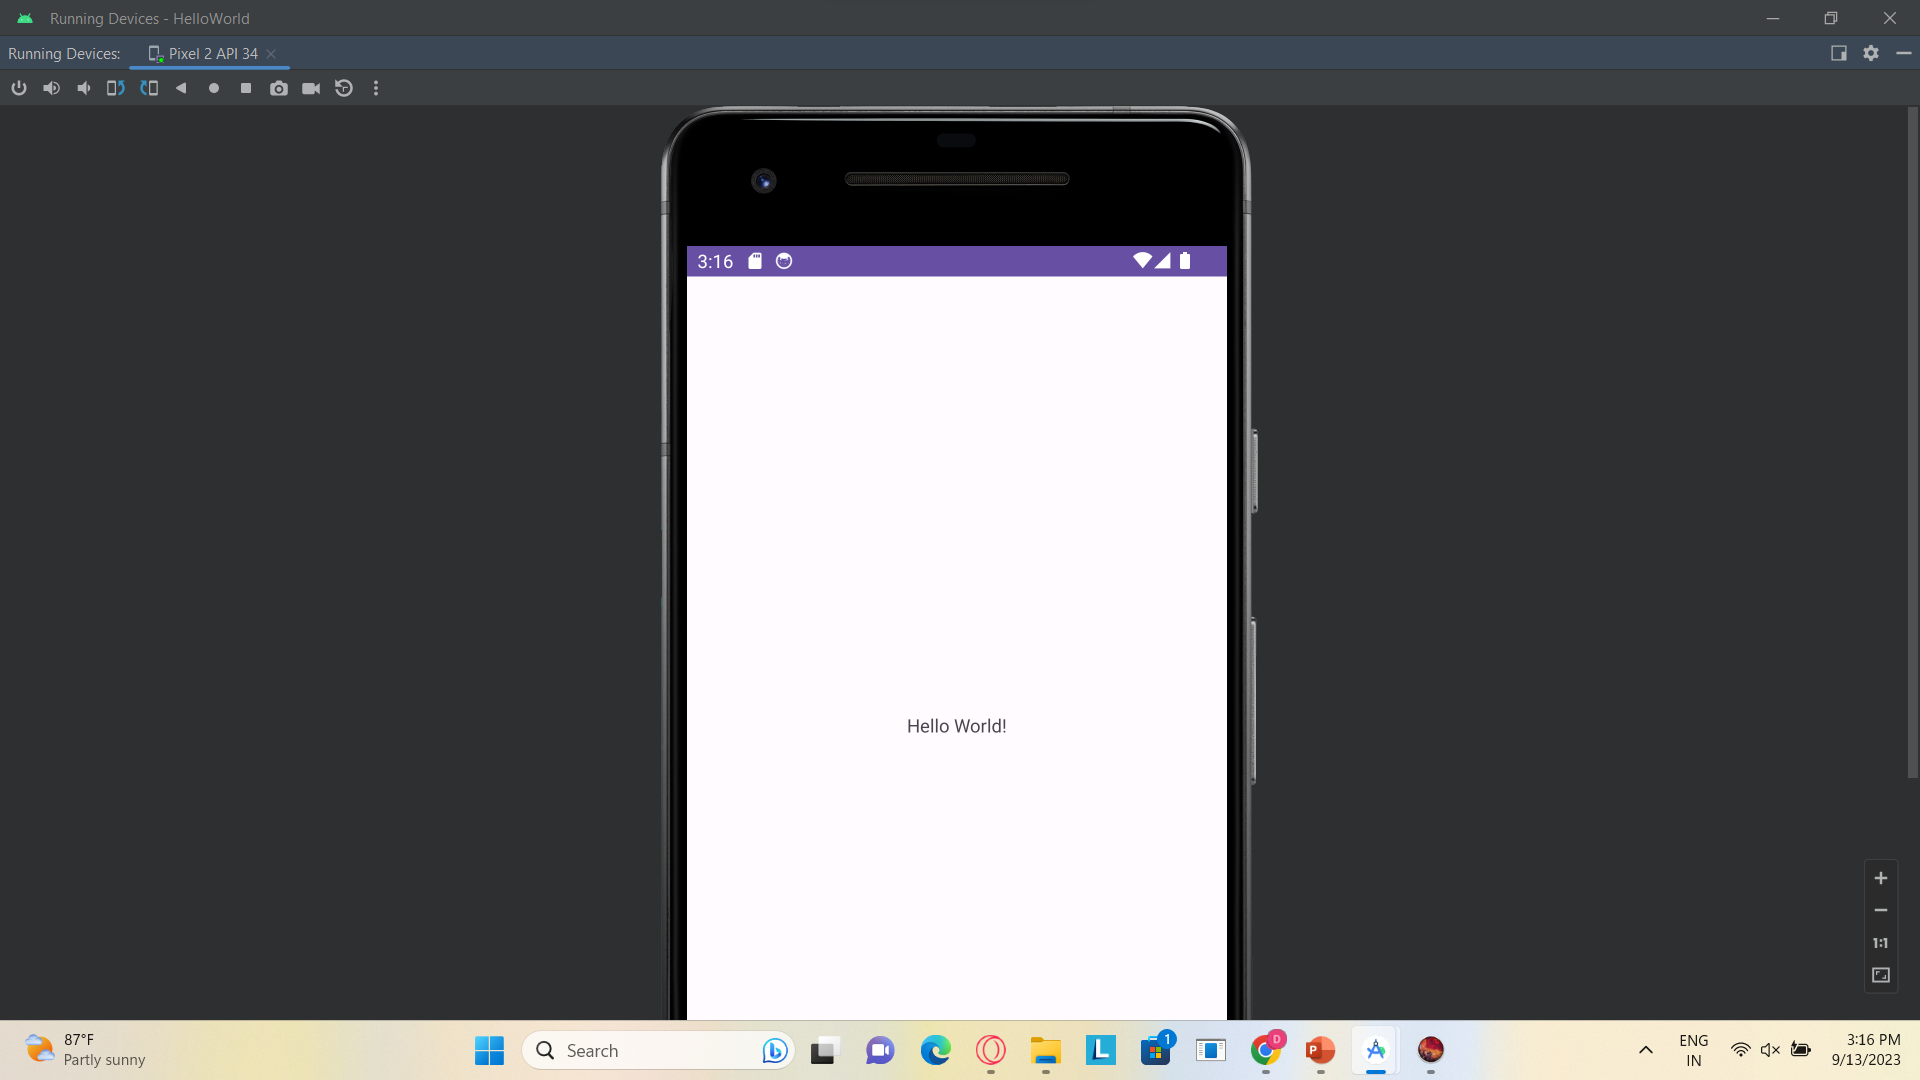 Running Devices - HelloWorld
Running Devices:
Pixel 2 API 34
3:16
Hello World!
1:1
87°F
Partly sunny
Search
L
1
D
P
ENG
IN
3:16 PM
9/13/2023